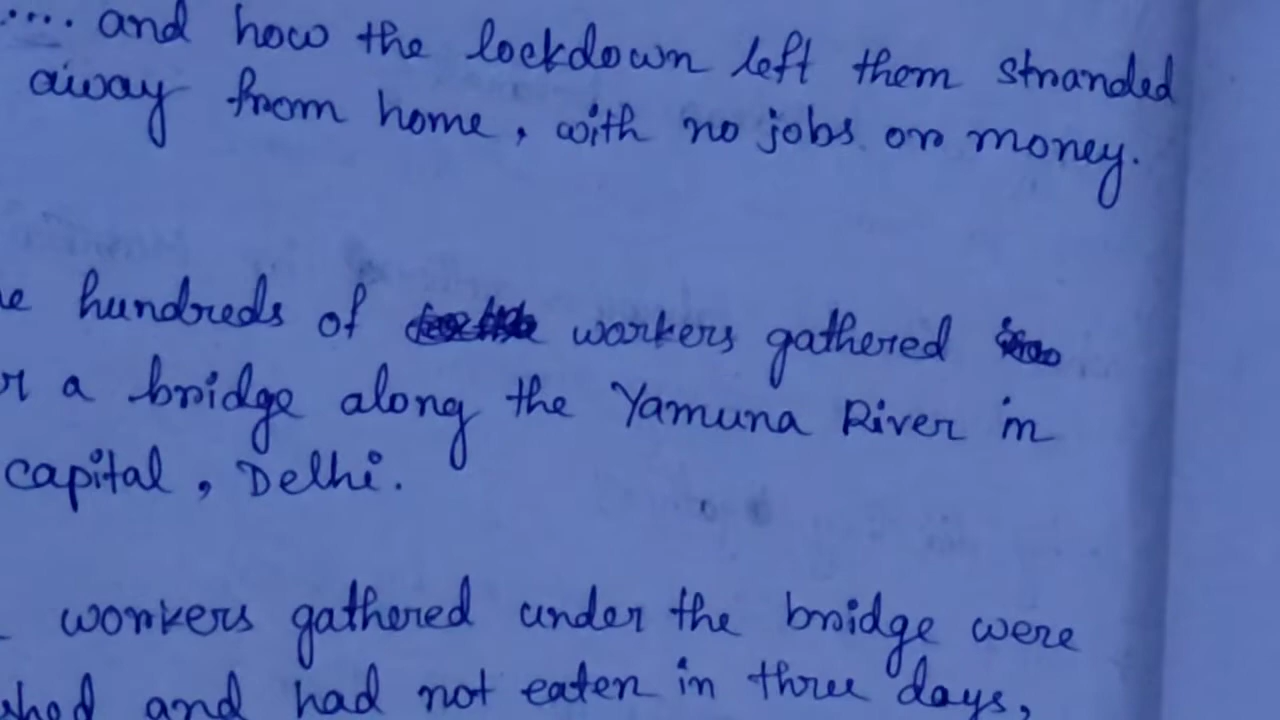 .... and how the lockdown left them stranded
away from home, with no jobs or money.
hundreds of workers gathered
a bridge along the Yamuna River in
capital, Delhi.
workers gathered under the bridge were
and had not eaten in three days,